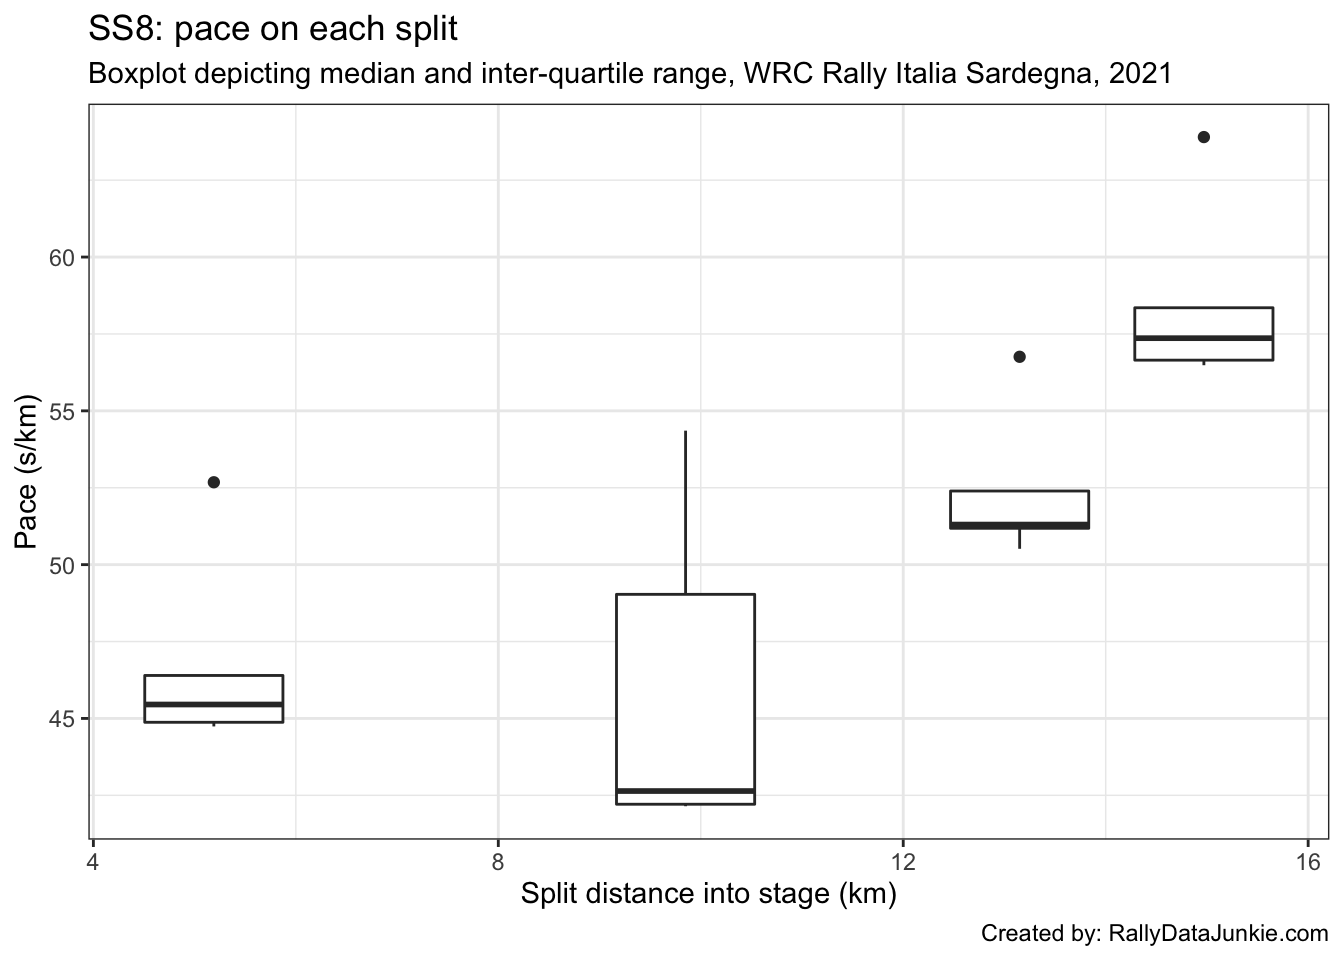 SS8: pace on each split
Boxplot depicting median and inter-quartile range, WRC Rally Italia Sardegna, 2021
Pace (s/km)
60
55
50
45
4 8 12 16
Split distance into stage (km)
Created by: RallyDataJunkie.com